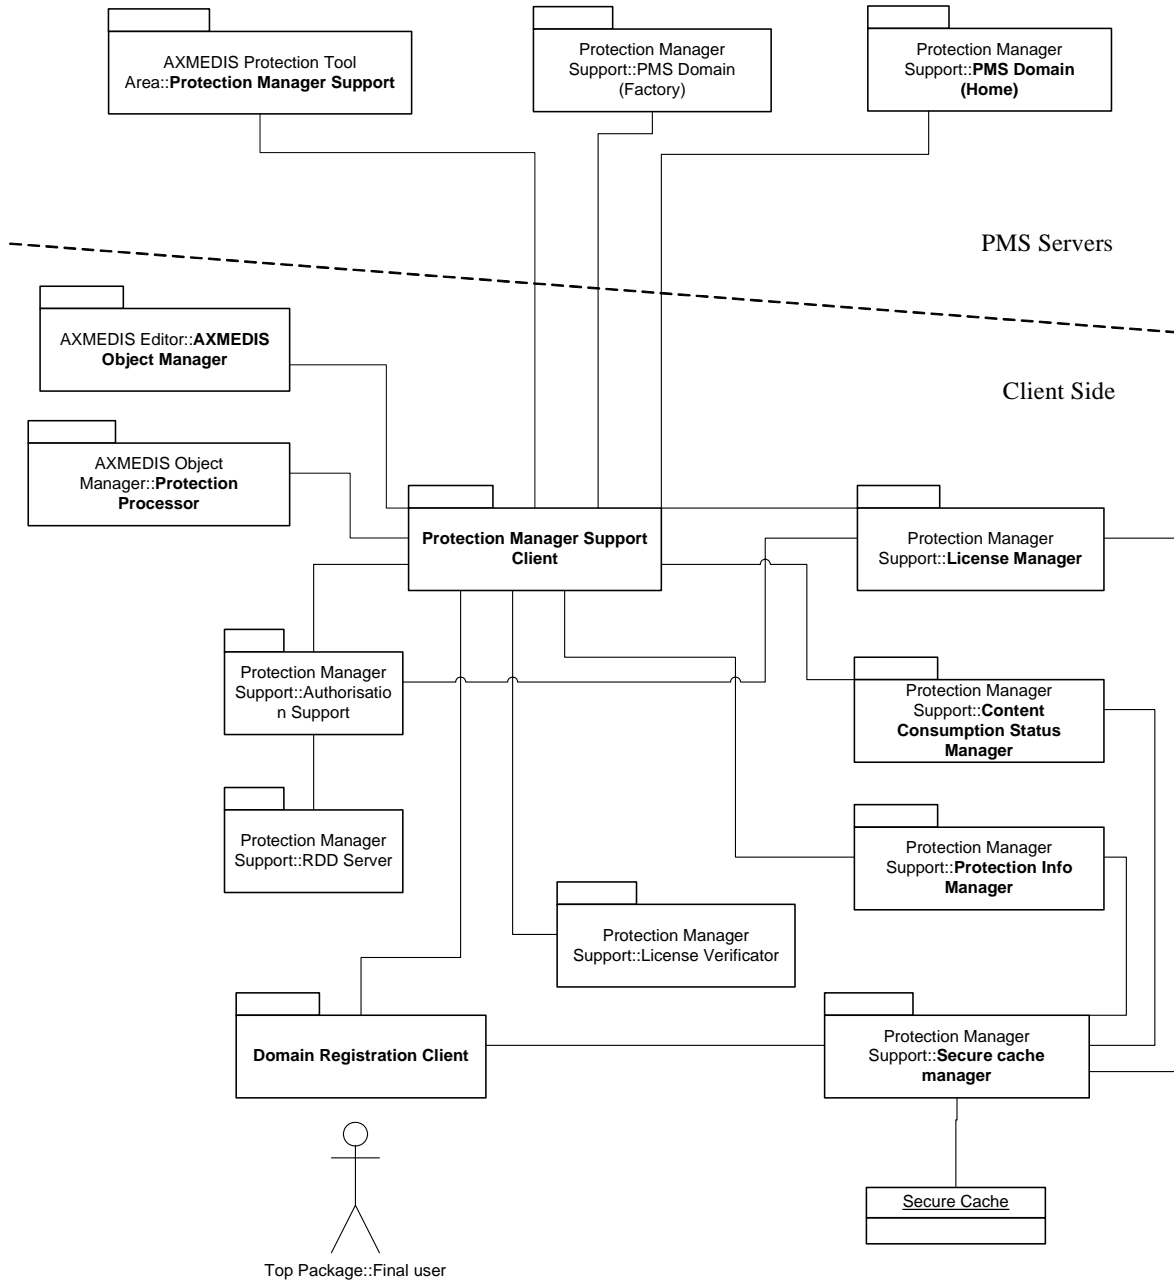 AXMEDIS Protection Tool
Area::Protection Manager Support
Protection Manager
Support::PMS Domain
(Factory)
Protection Manager
Support::PMS Domain
(Home)
PMS Servers
AXMEDIS Editor::AXMEDIS
Object Manager
Client Side
AXMEDIS Object
Manager::Protection
Processor
Protection Manager Support
Client
Protection Manager
Support::License Manager
Protection Manager
Support::Authorisatio
n Support
Protection Manager
Support::Content
Consumption Status
Manager
Protection Manager
Support::RDD Server
Protection Manager
Support::Protection Info
Manager
Protection Manager
Support::License Verificator
Domain Registration Client
Protection Manager
Support::Secure cache
manager
Secure Cache
Top Package::Final user